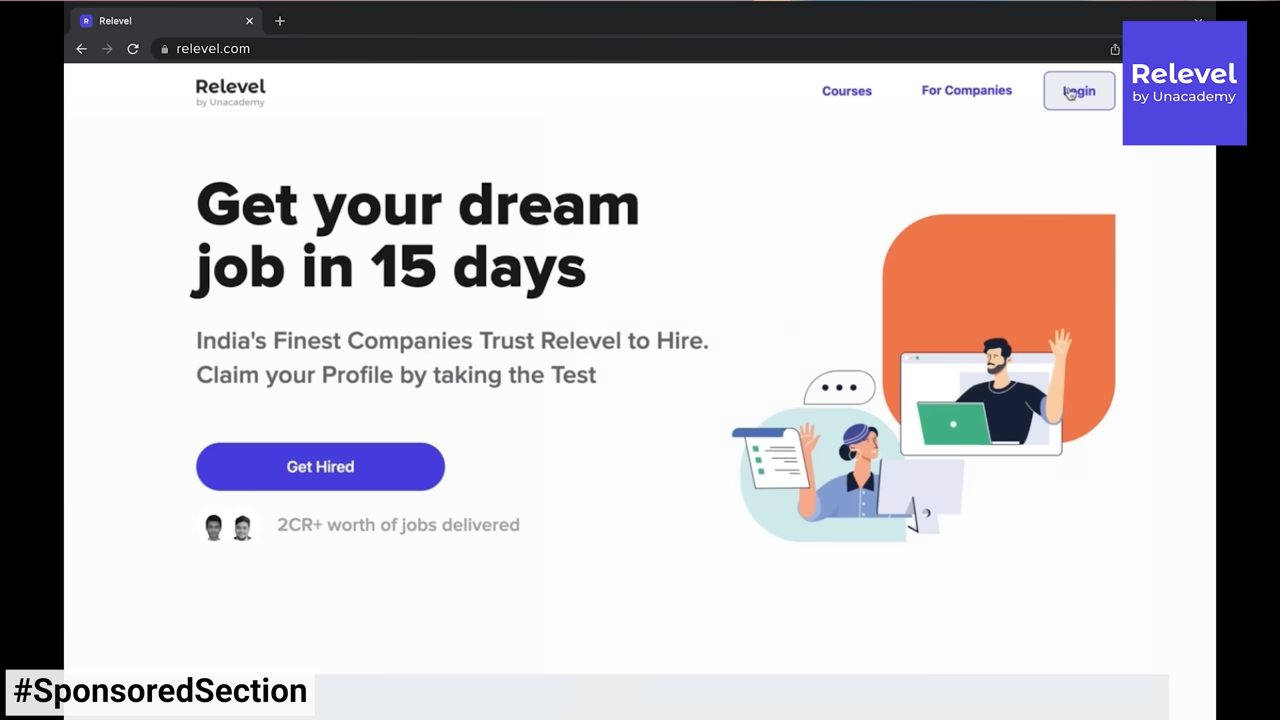 Relevel
relevel.com
Relevel
by Unacademy
Courses
For Companies
Login
Relevel
by Unacademy
Get your dream
job in 15 days
India's Finest Companies Trust Relevel to Hire.
Claim your Profile by taking the Test
Get Hired
2CR+ worth of jobs delivered
#SponsoredSection